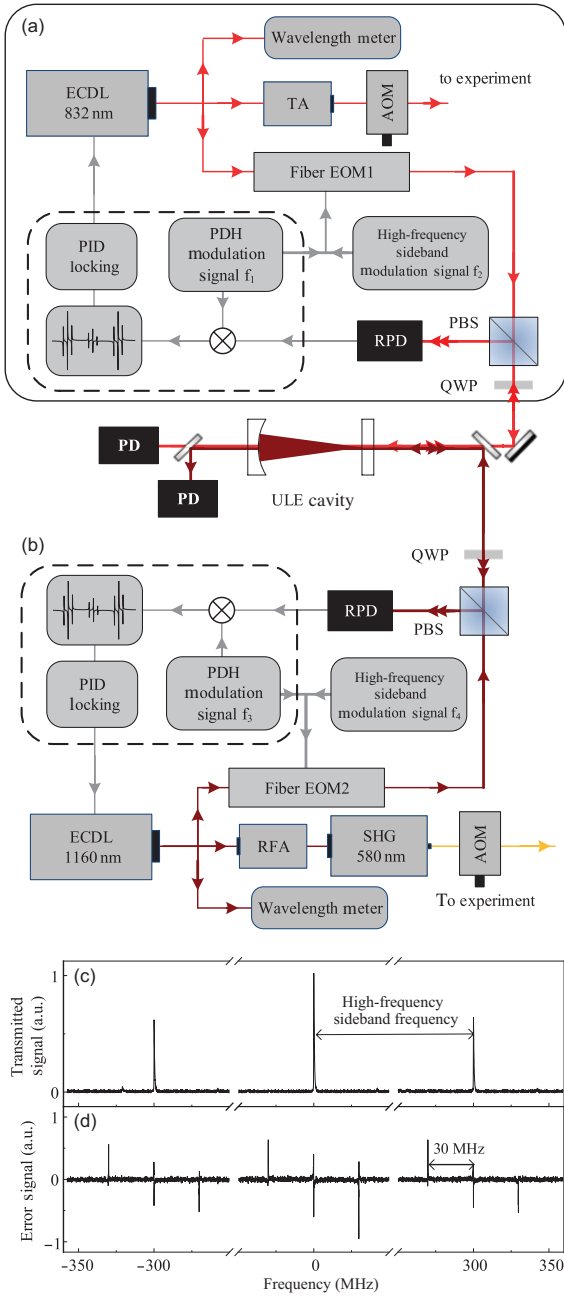 (a)
Wavelength meter
ECDL
832 nm
TA
AOM
to experiment
Fiber EOM1
PID
locking
PDH
modulation
signal f1
High-frequency
sideband
modulation signal f2
RPD
PBS
QWP
PD
PD
ULE cavity
(b)
QWP
RPD
PBS
PID
locking
PDH
modulation
signal f3
High-frequency
sideband
modulation signal f4
Fiber EOM2
ECDL
1160 nm
RFA
SHG
580 nm
AOM
Wavelength meter
To experiment
(c)
Transmitted
signal (a.u.)
1
0
High-frequency
sideband frequency
(d)
Error signal (a.u.)
1
0
−1
30 MHz
−350
−300
0
300
350
Frequency (MHz)